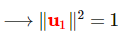 ⟶ ‖u₁‖² = 1